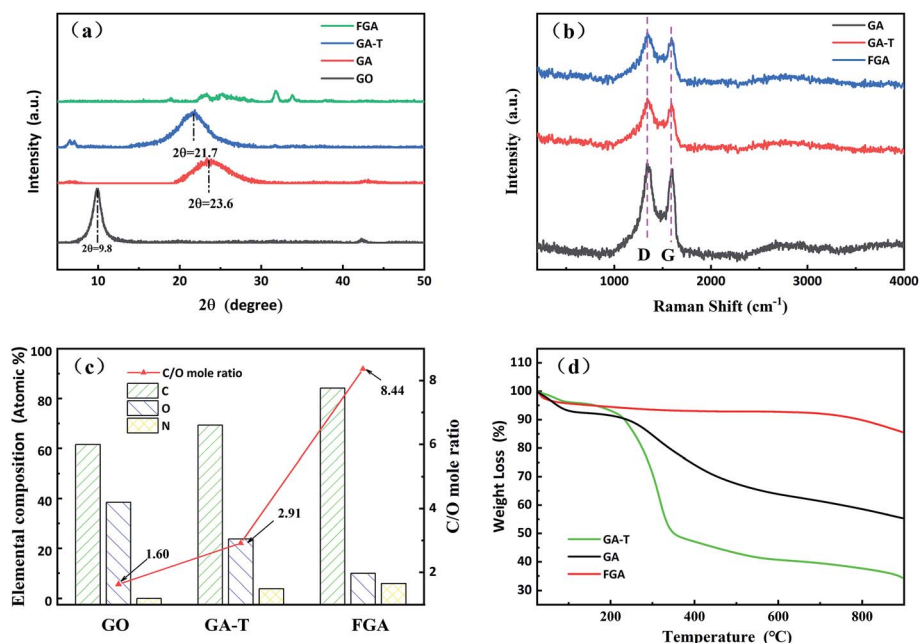 (a)
FGA
GA-T
GA
GO
2θ=21.7
2θ=23.6
2θ=9.8
Intensity (a.u.)
10 20 30 40 50
2θ (degree)
(b)
GA
GA-T
FGA
D G
Intensity (a.u.)
1000 2000 3000 4000
Raman Shift (cm-1)
(c)
C/O mole ratio
C
O
N
8.44
2.91
1.60
Elemental composition (Atomic %)
100
80
60
40
20
0
8
6
4
2
C/O mole ratio
GO GA-T FGA
(d)
GA-T
GA
FGA
Weight Loss (%)
110
100
90
80
70
60
50
40
30
200 400 600 800
Temperature (°C)